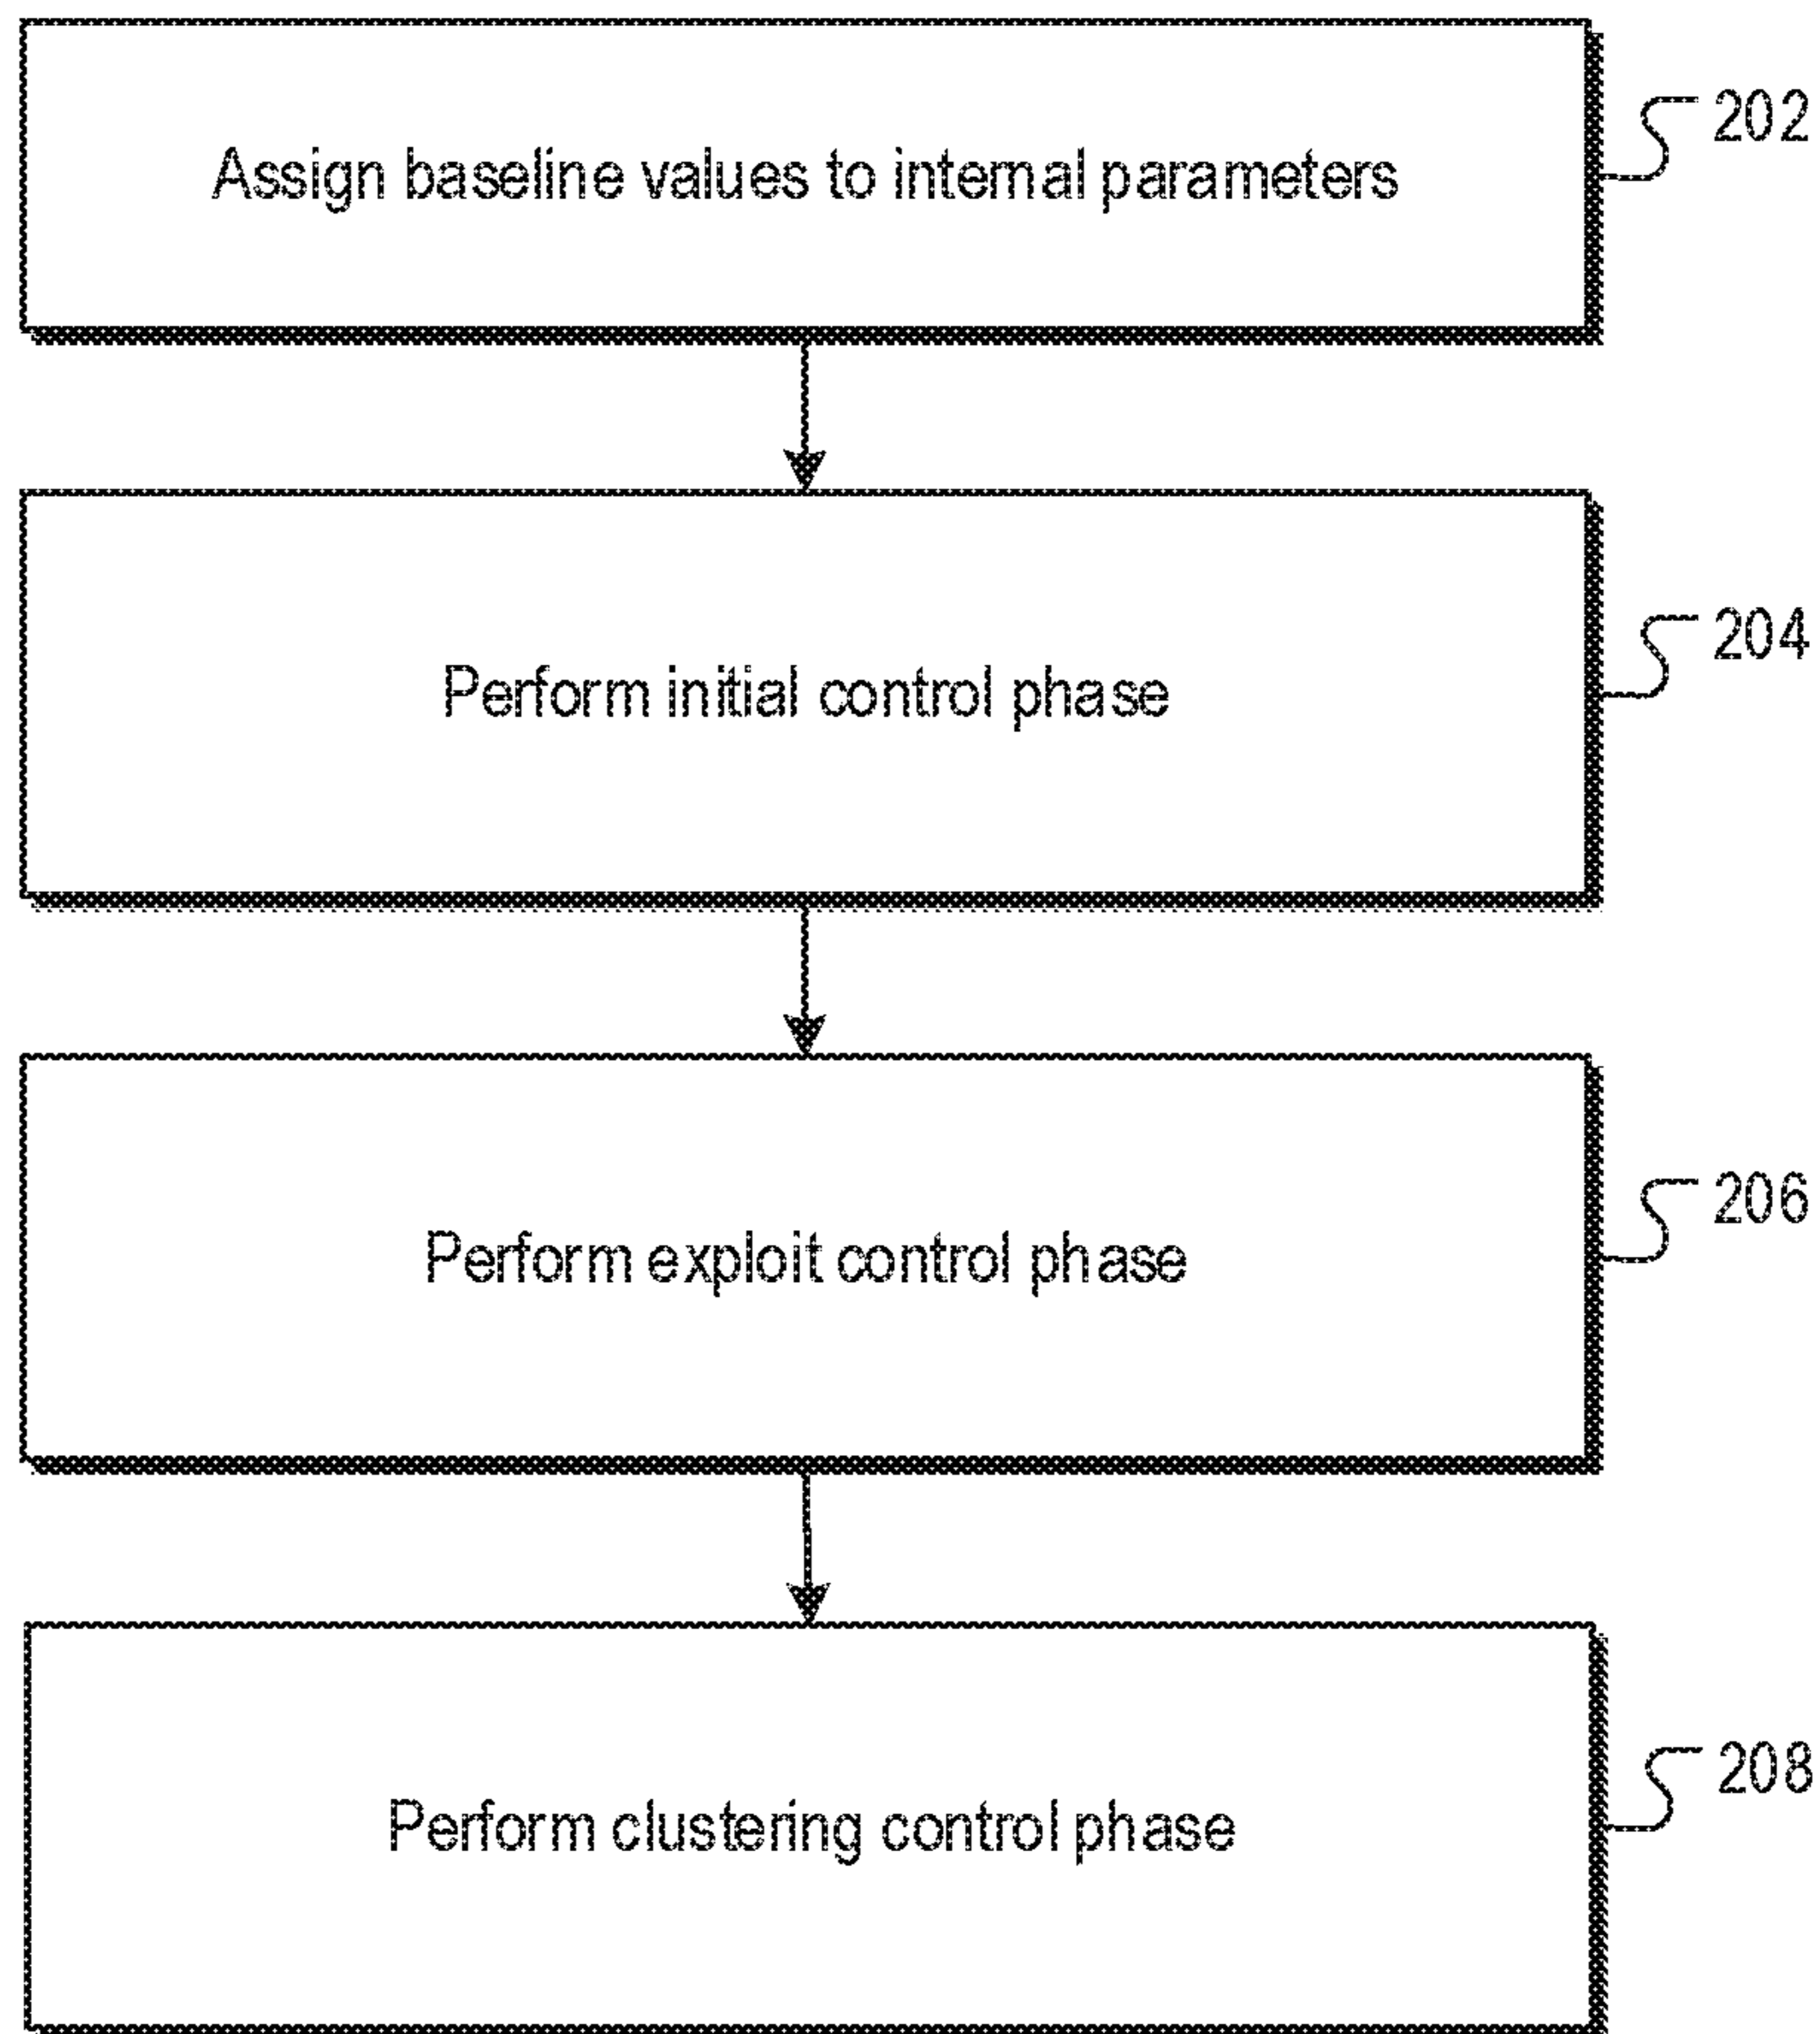 Assign baseline values to internal parameters
202
Perform initial control phase
204
Perform exploit control phase
206
Perform clustering control phase
208